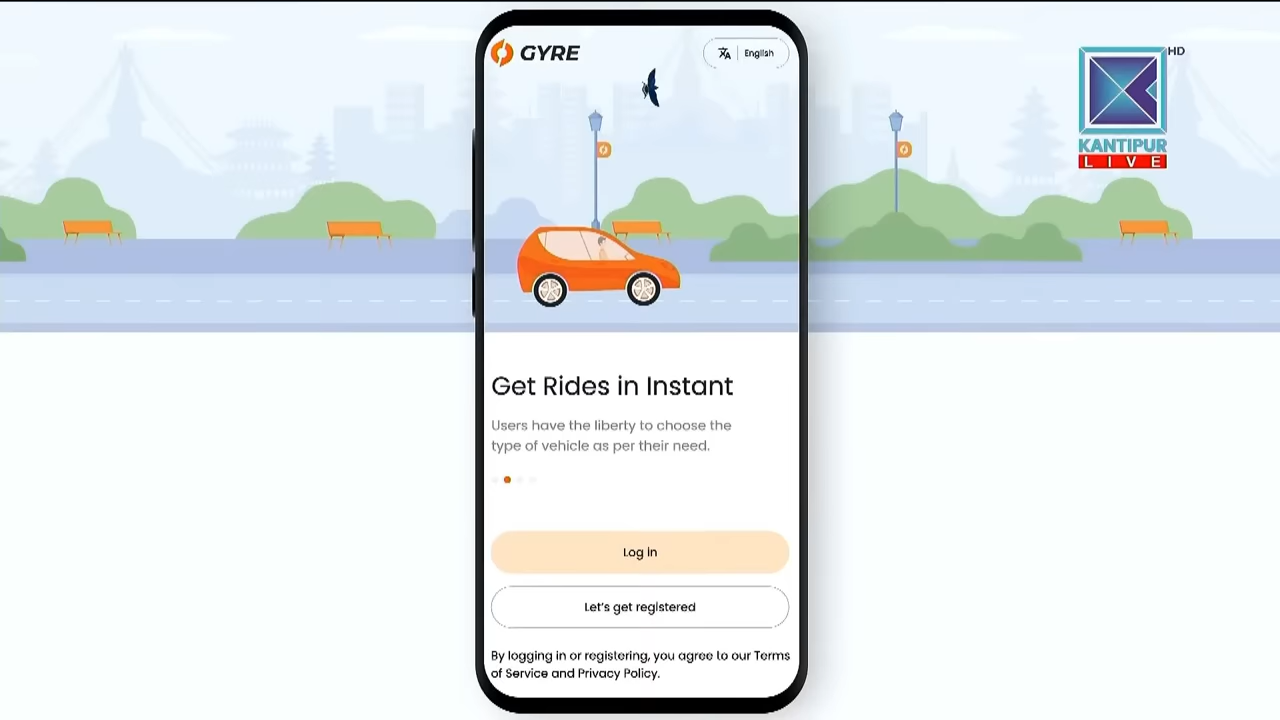 GYRE
English
HD
KANTIPUR
LIVE
Get Rides in Instant
Users have the liberty to choose the
type of vehicle as per their need.
Log in
Let's get registered
By logging in or registering, you agree to our Terms
of Service and Privacy Policy.